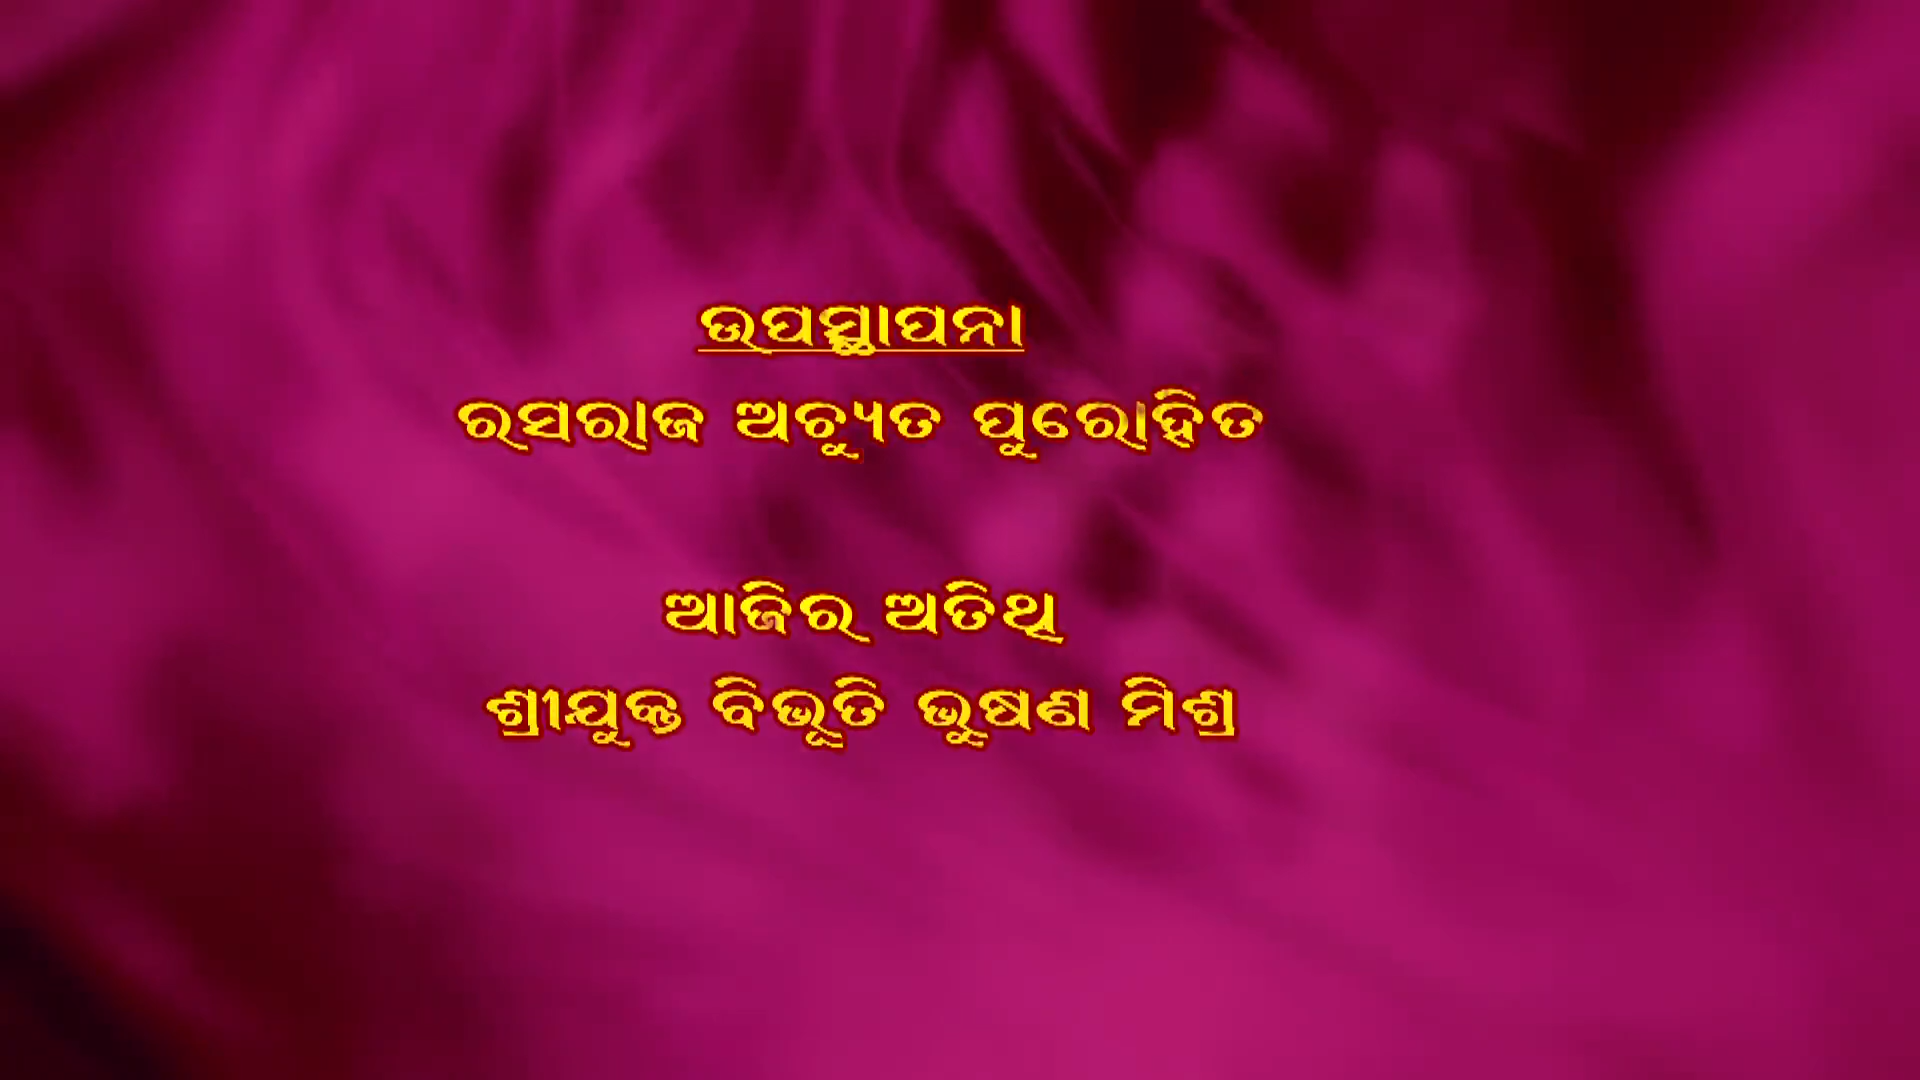 ଉପସ୍ଥାପନା
ରସରାଜ ଅଚ୍ୟୁତ ପୁରୋହିତ
ଆଜିର ଅତିଥି
ଶ୍ରୀଯୁକ୍ତ ବିଭୂତି ଭୁଷଣ ମିଶ୍ର